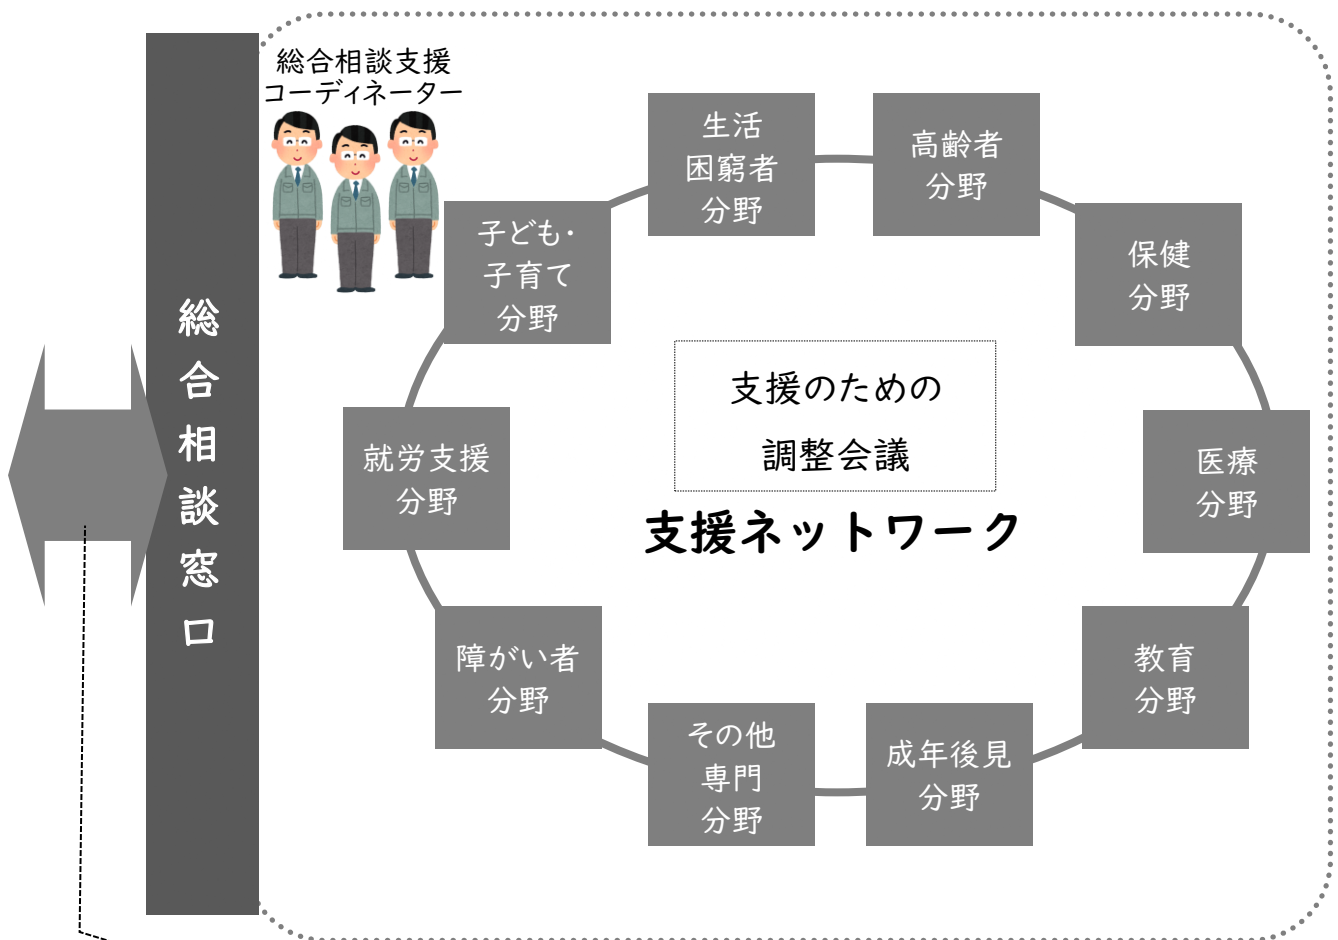 総合相談窓口
総合相談支援
コーディネーター
生活
困窮者
分野
高齢者
分野
子ども・
子育て
分野
保健
分野
支援のための
調整会議
支援ネットワーク
就労支援
分野
医療
分野
障がい者
分野
教育
分野
その他
専門
分野
成年後見
分野